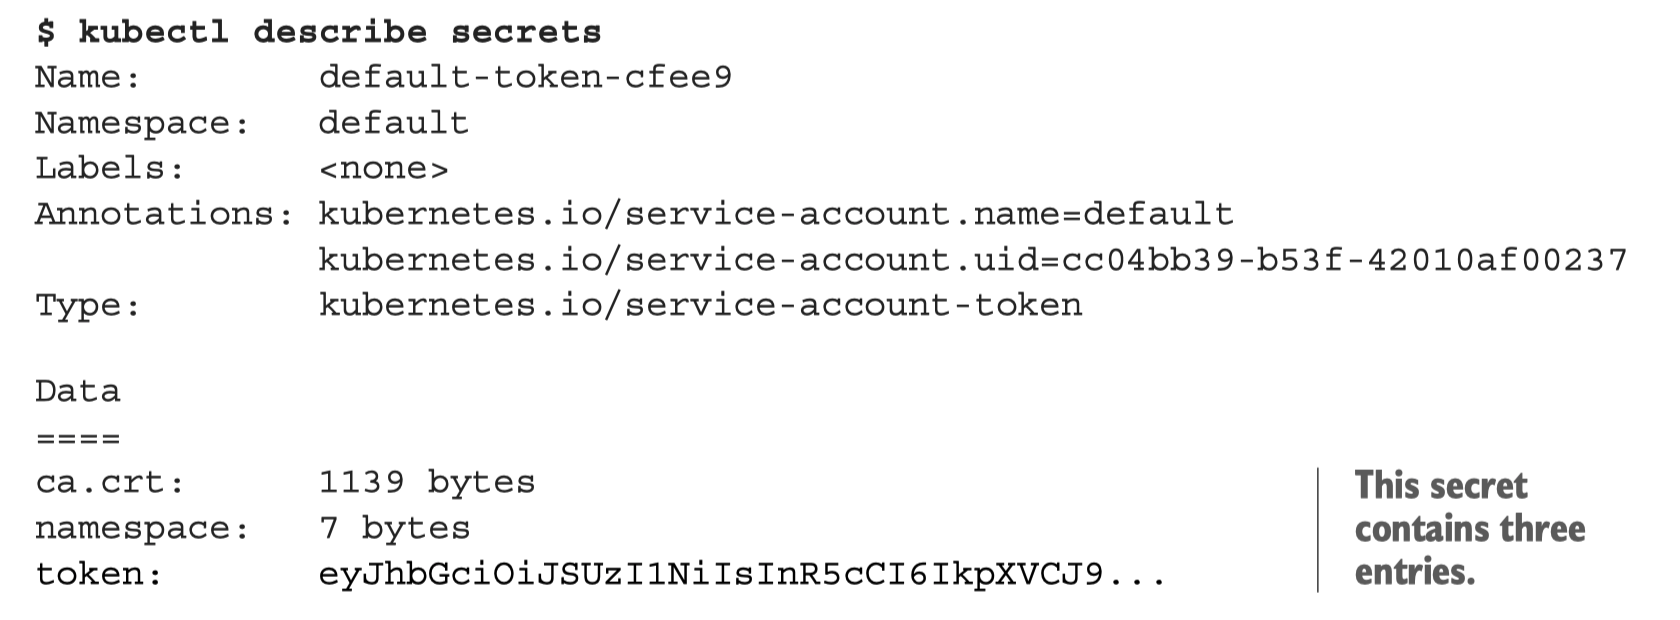 $ kubectl describe secrets
Name: default-token-cfee9
Namespace: default
Labels: <none>
Annotations: kubernetes.io/service-account.name=default
kubernetes.io/service-account.uid=cc04bb39-b53f-42010af00237
Type: kubernetes.io/service-account-token
Data
====
ca.crt: 1139 bytes
namespace: 7 bytes
token: eyJhbGciOiJSUzI1NiIsInR5cCI6IkpXVCJ9...
This secret
contains three
entries.